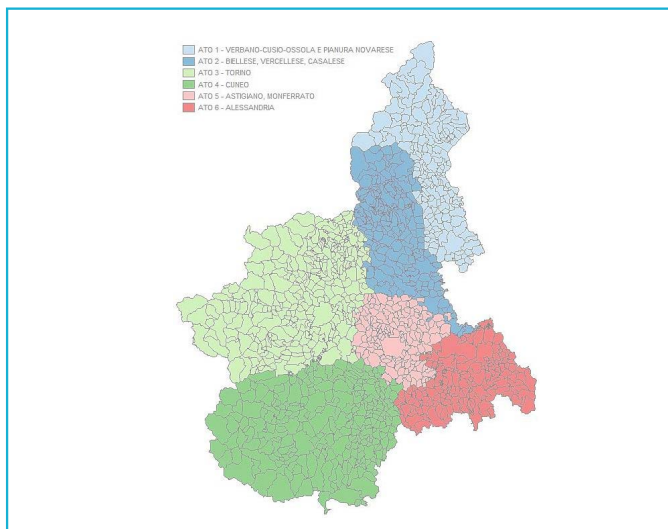 ATO 1 - VERBANO-CUSIO-OSSOLA E PIANURA NOVARESE
ATO 2 - BIELLESE, VERCELLESE, CASALESE
ATO 3 - TORINO
ATO 4 - CUNEO
ATO 5 - ASTIGIANO, MONFERRATO
ATO 6 - ALESSANDRIA